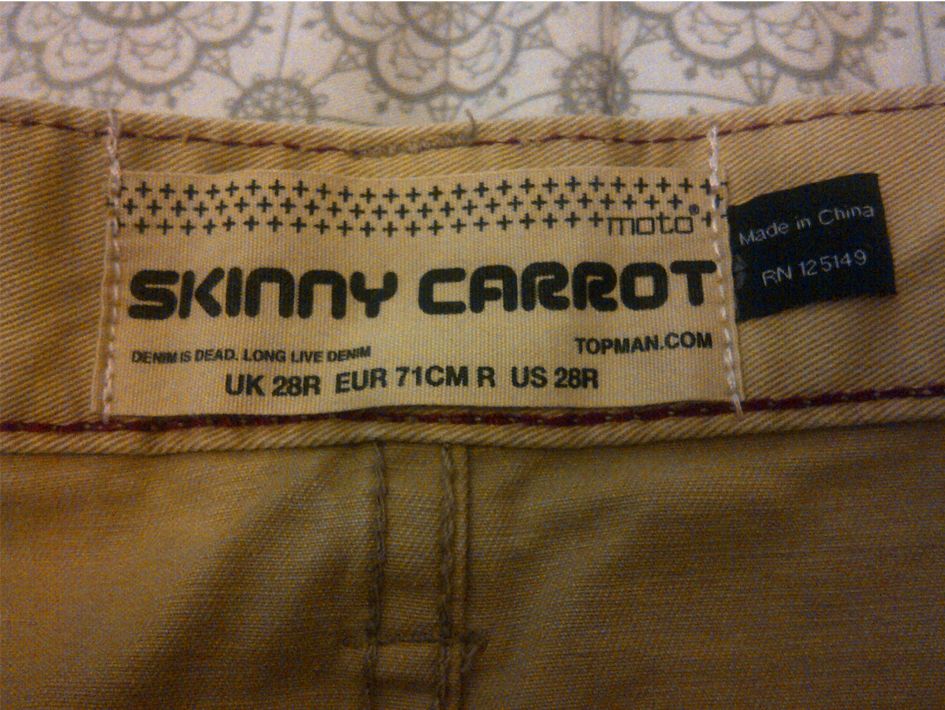 moto®
SKINNY CARROT
DENIM IS DEAD. LONG LIVE DENIM
TOPMAN.COM
UK 28R EUR 71CM R US 28R
Made in China
RN 125149